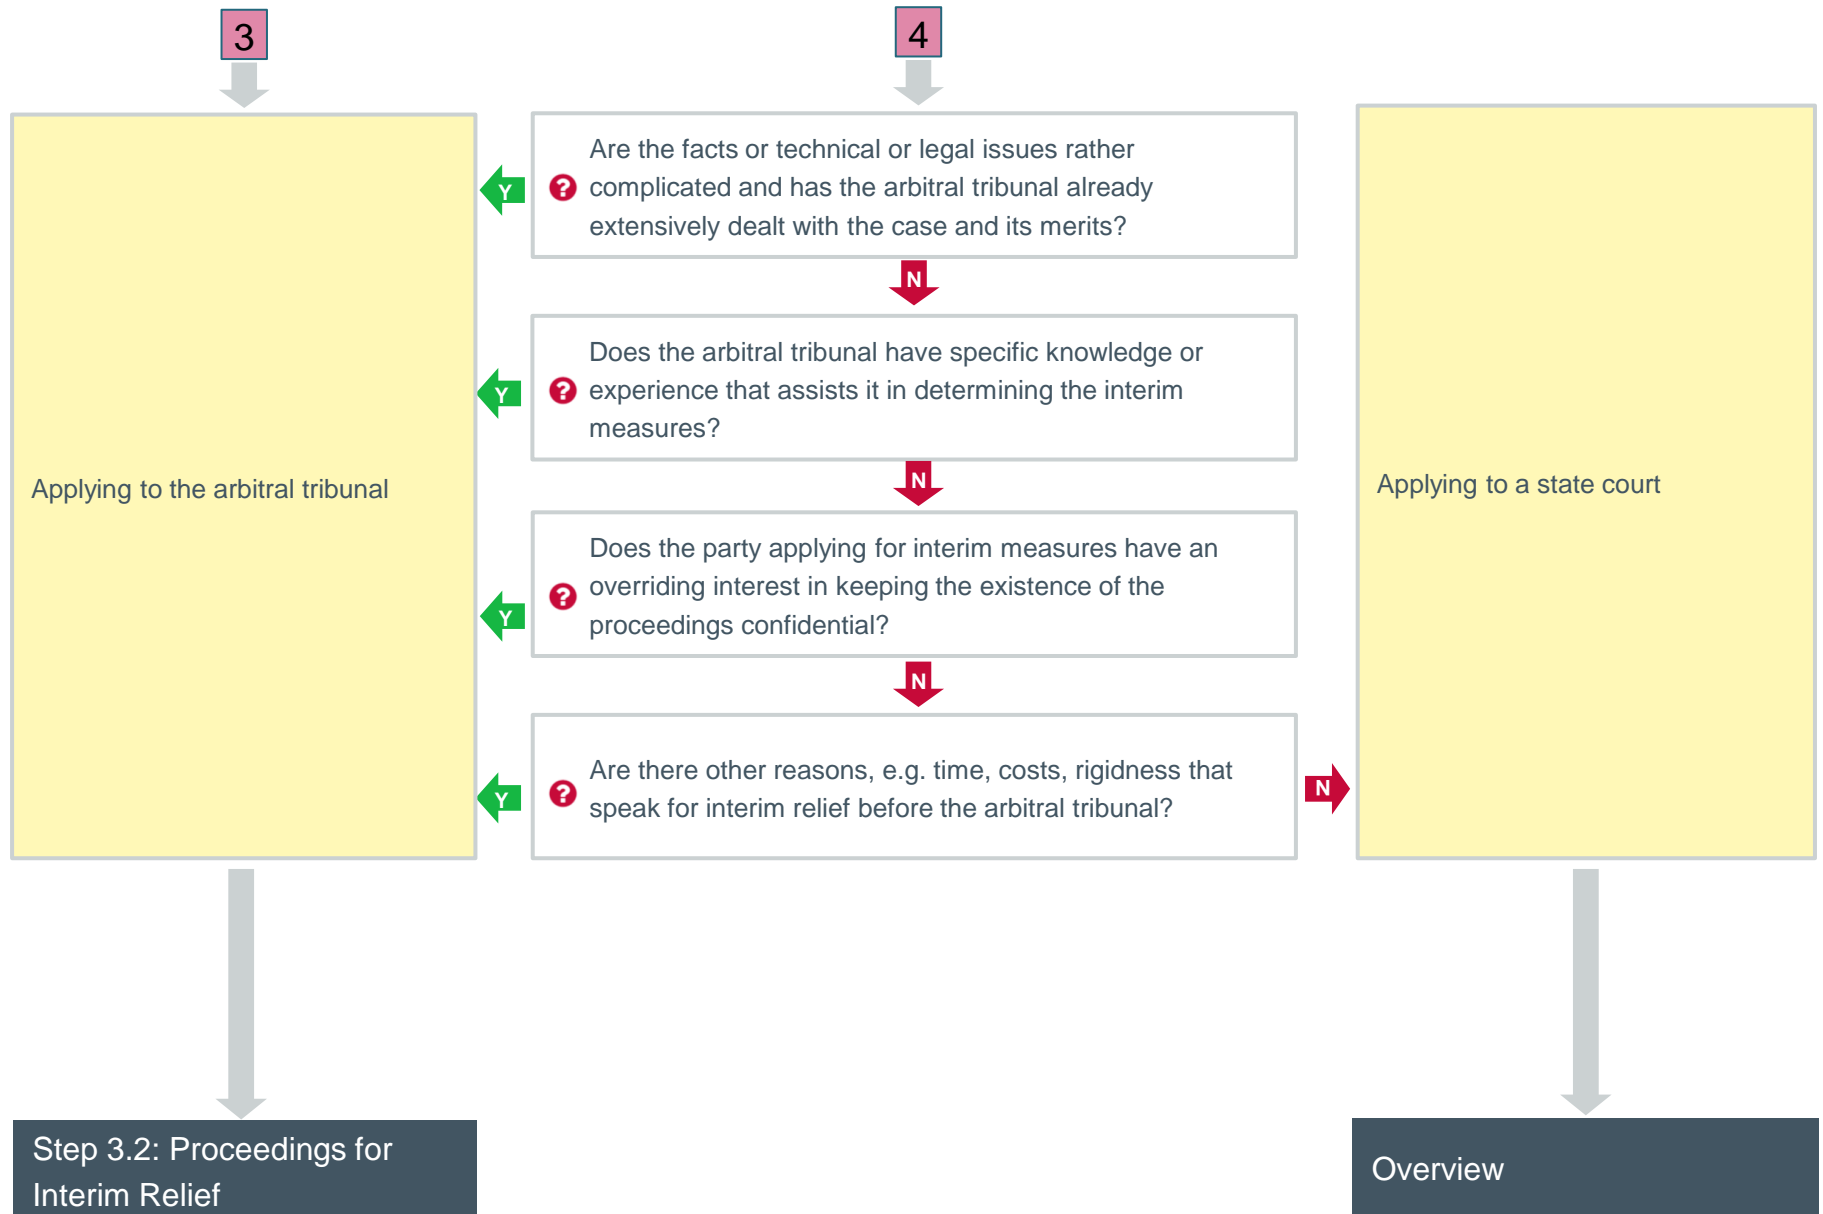 3
4
Are the facts or technical or legal issues rather
complicated and has the arbitral tribunal already
extensively dealt with the case and its merits?
Y
N
Does the arbitral tribunal have specific knowledge or
experience that assists it in determining the interim
measures?
Y
N
Applying to the arbitral tribunal
Applying to a state court
Does the party applying for interim measures have an
overriding interest in keeping the existence of the
proceedings confidential?
Y
N
Are there other reasons, e.g. time, costs, rigidness that
speak for interim relief before the arbitral tribunal?
Y
N
Step 3.2: Proceedings for
Interim Relief
Overview